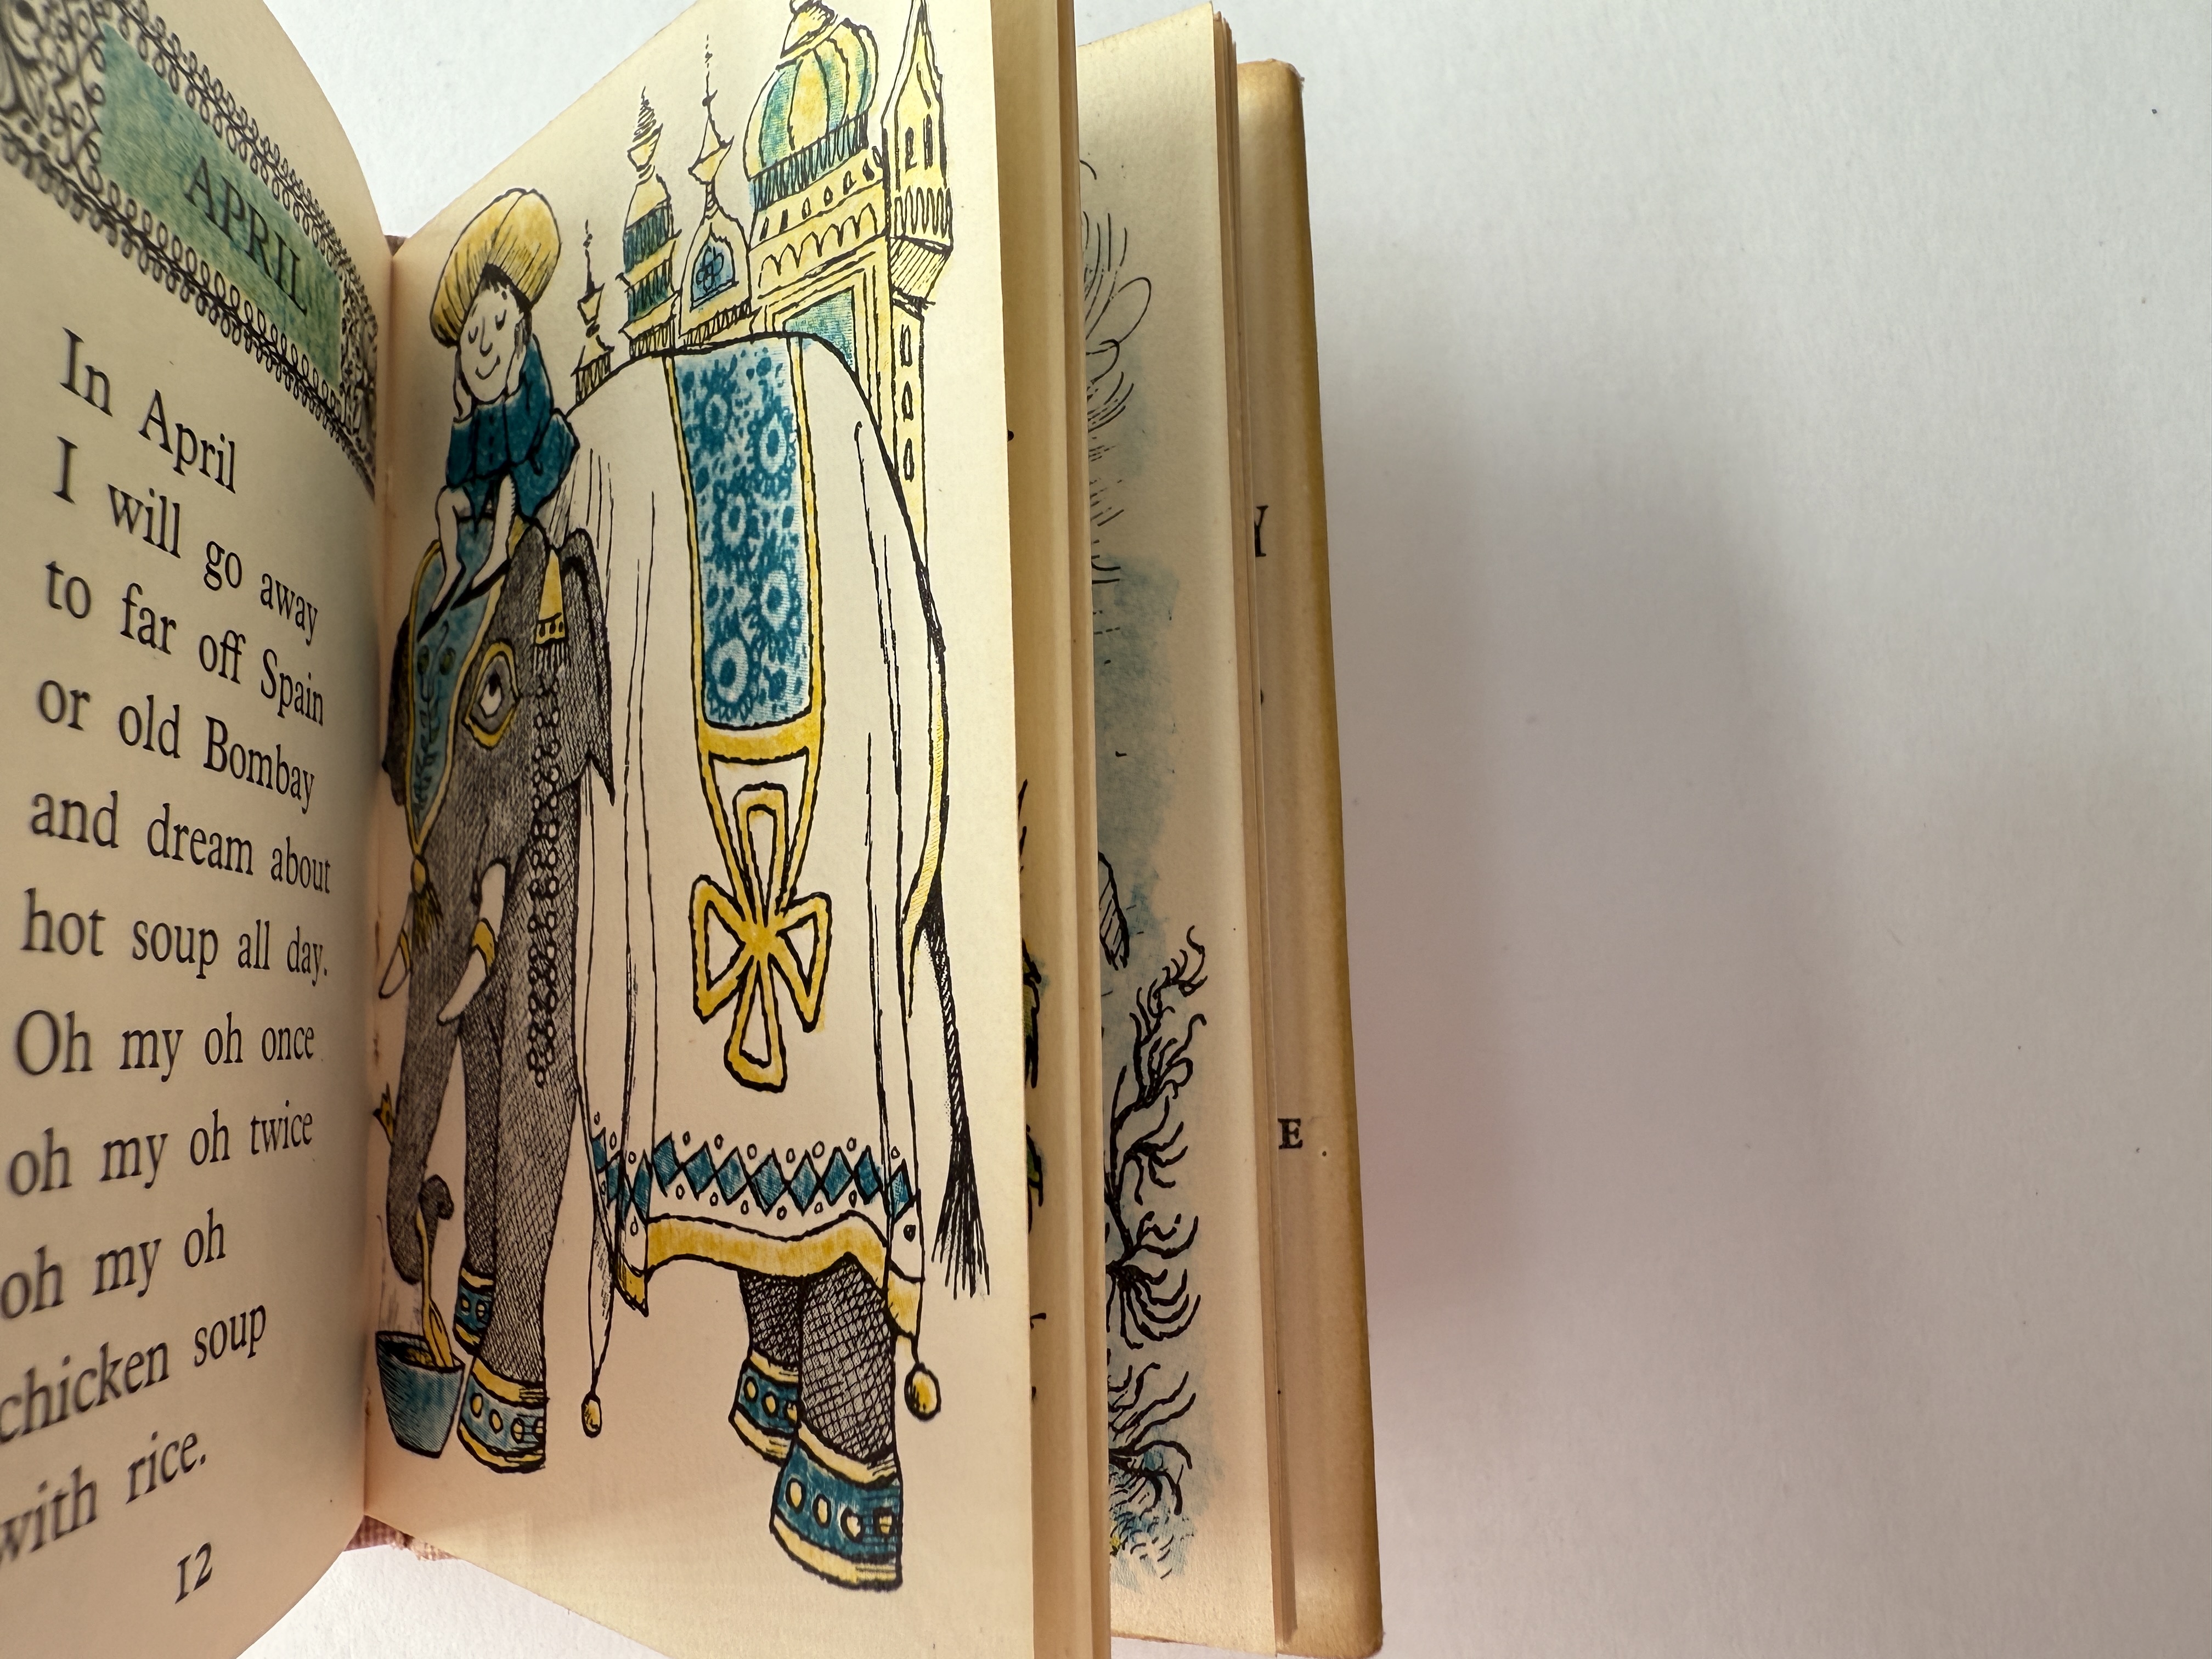 APRIL
In April
I will go away
to far off Spain
or old Bombay
and dream about
hot soup all day.
Oh my oh once
oh my oh twice
oh my oh
chicken soup
with rice.
12
Y
E